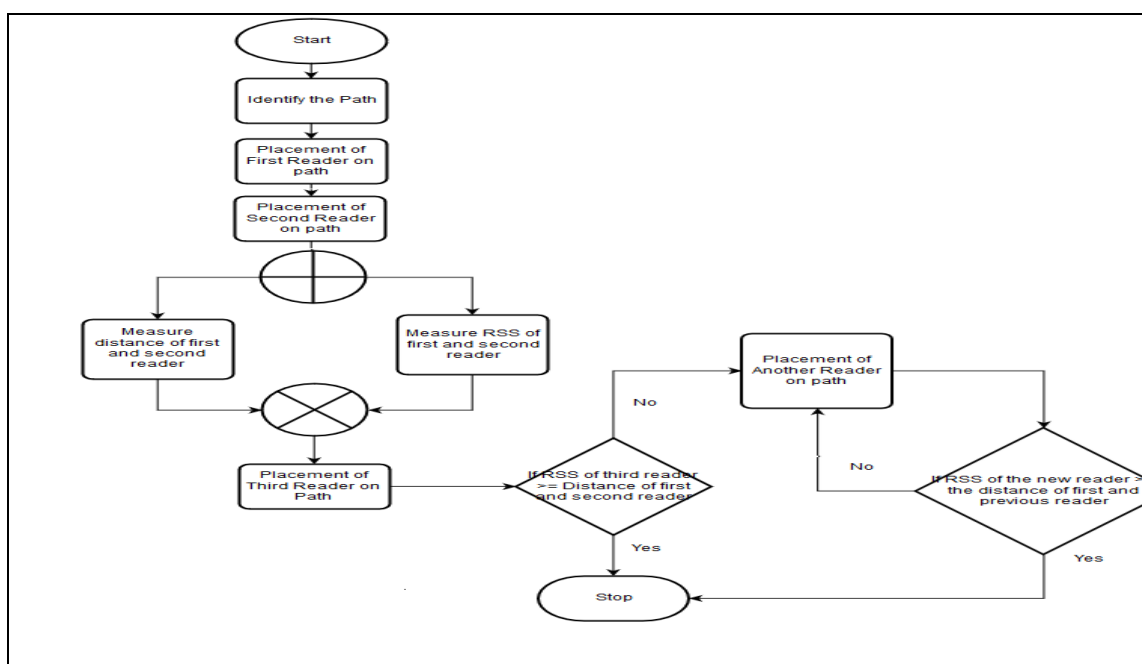 Start
Identify the Path
Placement of
First Reader on
path
Placement of
Second Reader
on path
Measure
distance of first
and second
reader
Measure RSS of
first and second
reader
Placement of
Third Reader on
Path
If RSS of third reader
>= Distance of first
and second reader
No
Yes
Placement of
Another Reader
on path
No
If RSS of the new reader >
the distance of first and
previous reader
Yes
Stop